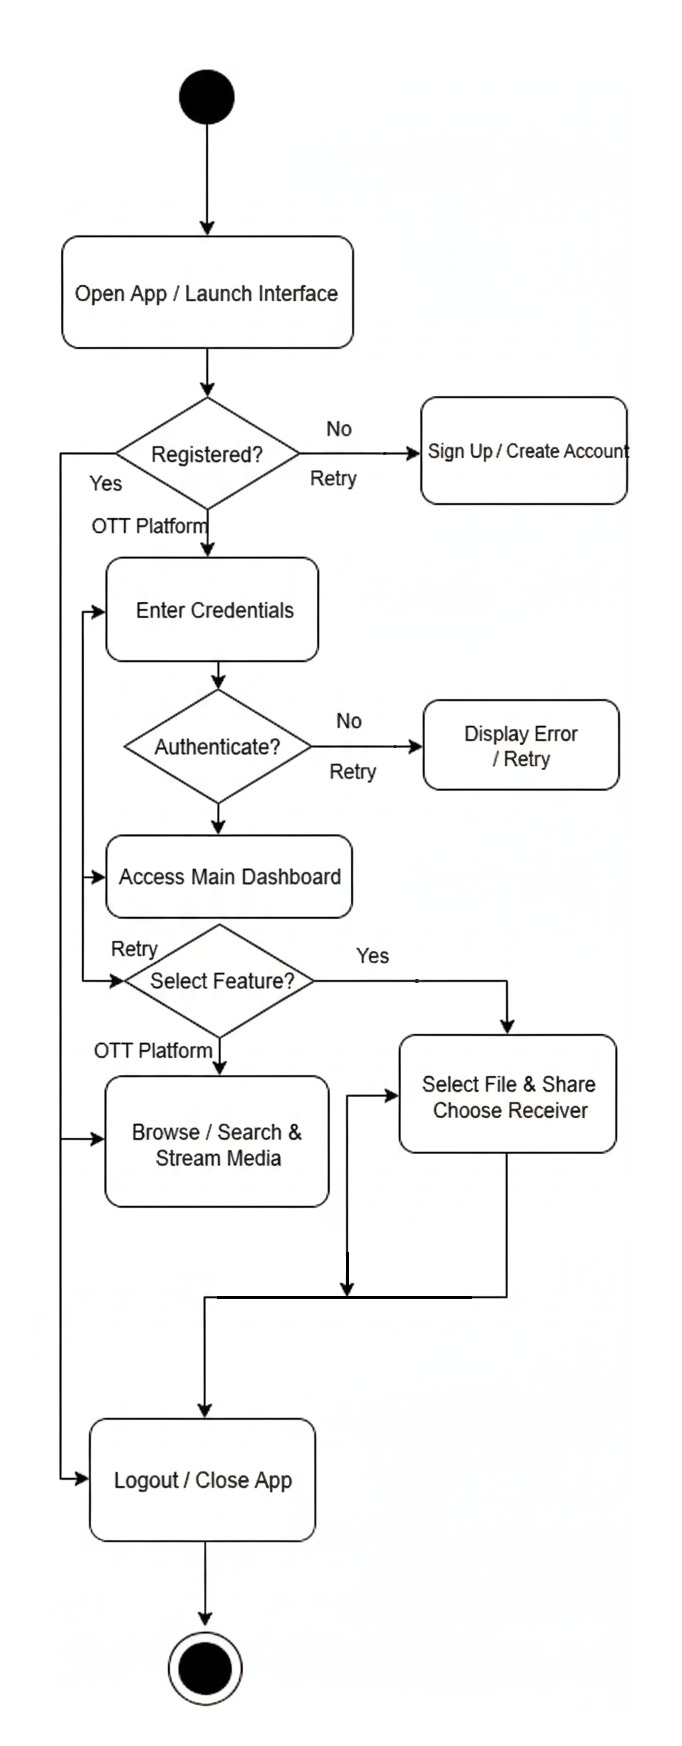 Open App / Launch Interface
Registered?
No
Retry
Sign Up / Create Account
Yes
OTT Platform
Enter Credentials
Authenticate?
No
Retry
Display Error
/ Retry
Access Main Dashboard
Retry
Select Feature?
Yes
OTT Platform
Select File & Share
Choose Receiver
Browse / Search &
Stream Media
Logout / Close App